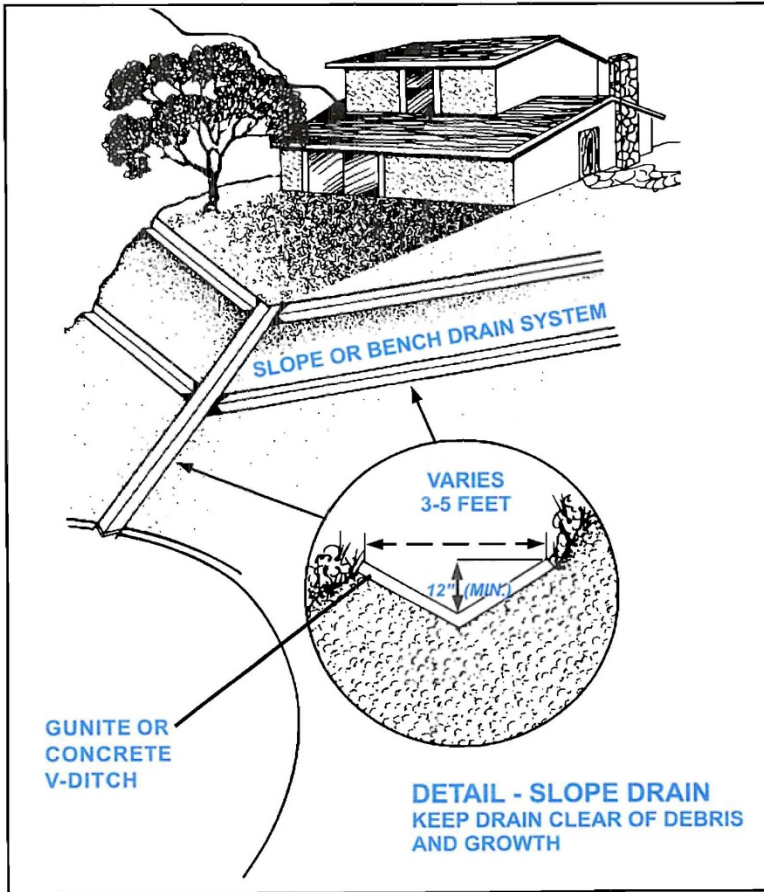 SLOPE OR BENCH DRAIN SYSTEM
VARIES
3-5 FEET
12" (MIN.)
GUNITE OR
CONCRETE
V-DITCH
DETAIL - SLOPE DRAIN
KEEP DRAIN CLEAR OF DEBRIS
AND GROWTH